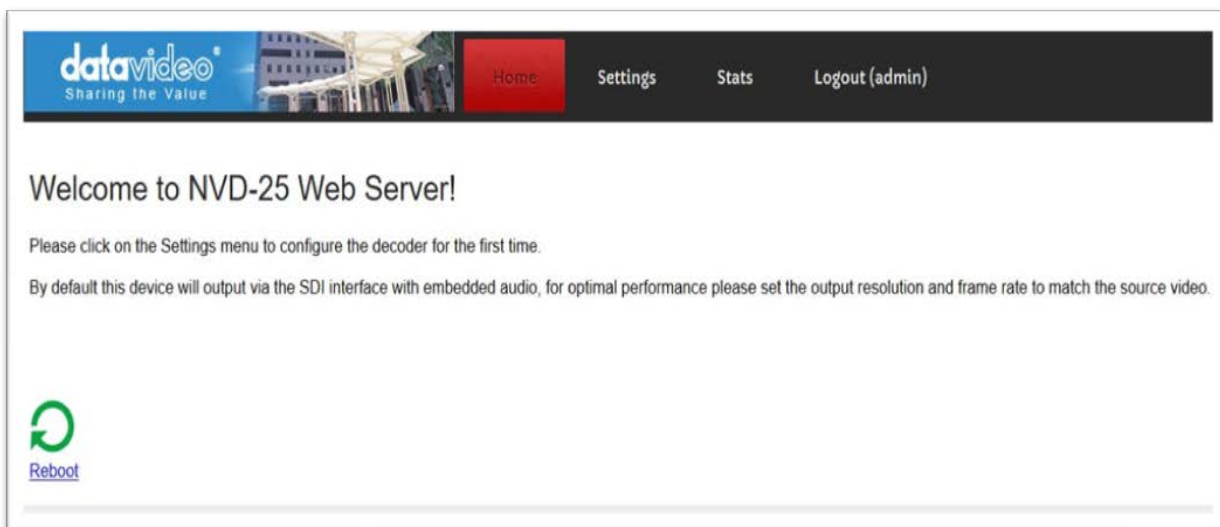 datavideo®
Sharing the Value
Home Settings Stats Logout (admin)
Welcome to NVD-25 Web Server!
Please click on the Settings menu to configure the decoder for the first time.
By default this device will output via the SDI interface with embedded audio, for optimal performance please set the output resolution and frame rate to match the source video.
Reboot